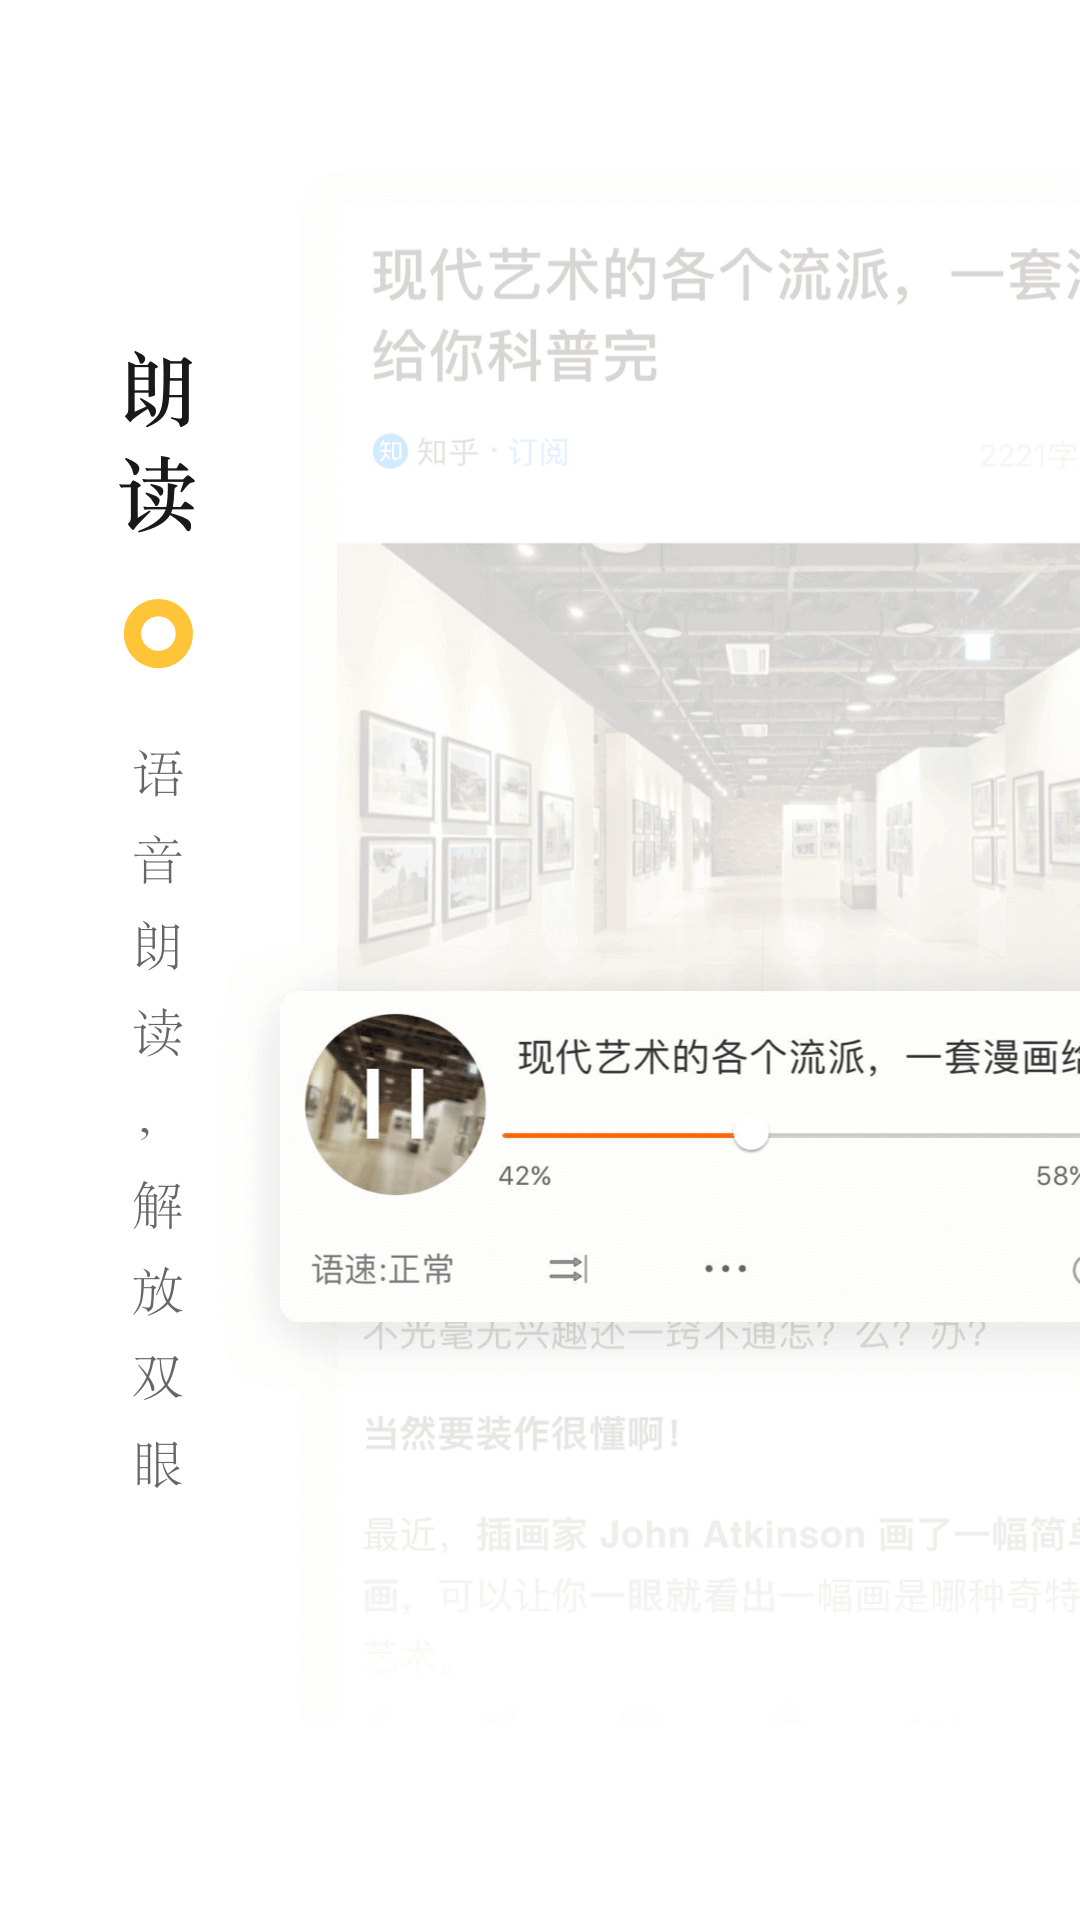 朗读
语音朗读，解放双眼
现代艺术的各个流派，一套
给你科普完
知 知乎 · 订阅
2221字
现代艺术的各个流派，一套漫画给
42%
58%
语速:正常
不光毫无兴趣还一窍不通怎？么？办？
当然要装作很懂啊！
最近，插画家 John Atkinson 画了一幅简单
画，可以让你一眼就看出一幅画是哪种奇特
艺术。